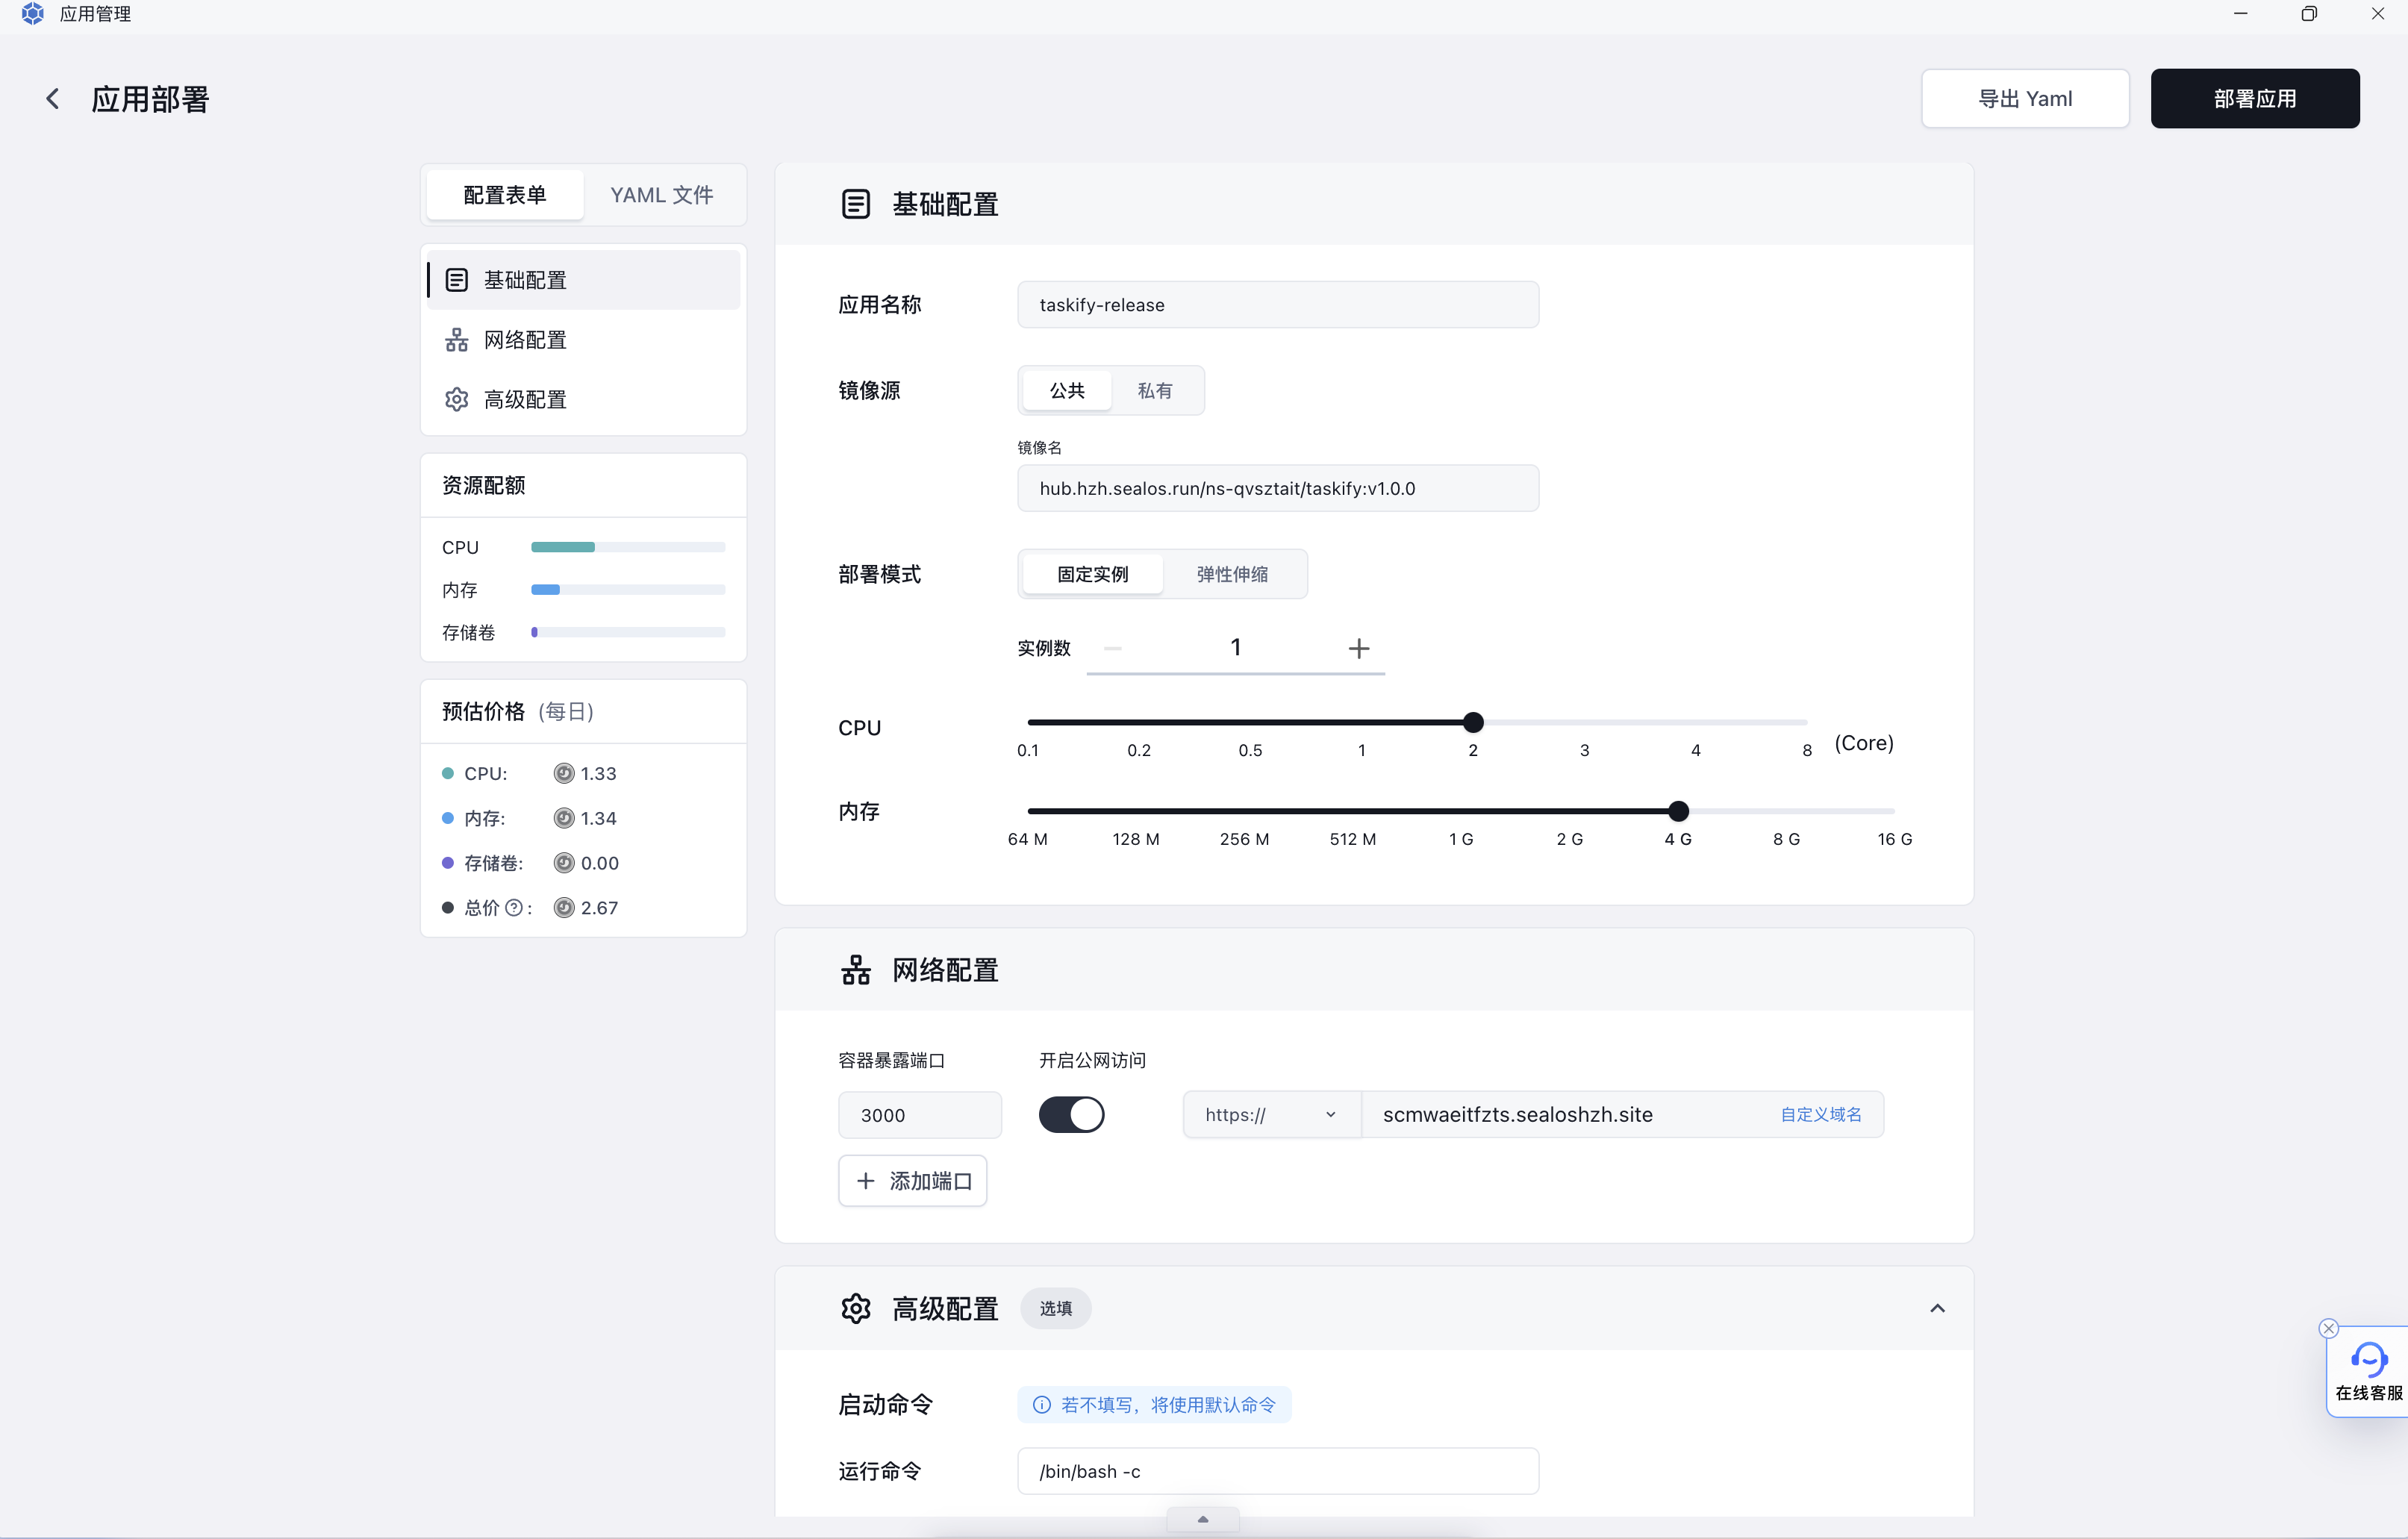 应用管理
应用部署
导出 Yaml
部署应用
配置表单
YAML 文件
基础配置
网络配置
高级配置
资源配额
CPU
内存
存储卷
预估价格 (每日)
CPU: 1.33
内存: 1.34
存储卷: 0.00
总价 ? : 2.67
基础配置
应用名称
taskify-release
镜像源
公共
私有
镜像名
hub.hzh.sealos.run/ns-qvsztait/taskify:v1.0.0
部署模式
固定实例
弹性伸缩
实例数
1
CPU
0.1 0.2 0.5 1 2 3 4 8 (Core)
内存
64 M 128 M 256 M 512 M 1 G 2 G 4 G 8 G 16 G
网络配置
容器暴露端口
开启公网访问
3000
https://
scmwaeitfzts.sealoshzh.site
自定义域名
添加端口
高级配置
选填
启动命令
若不填写，将使用默认命令
运行命令
/bin/bash -c
在线客服